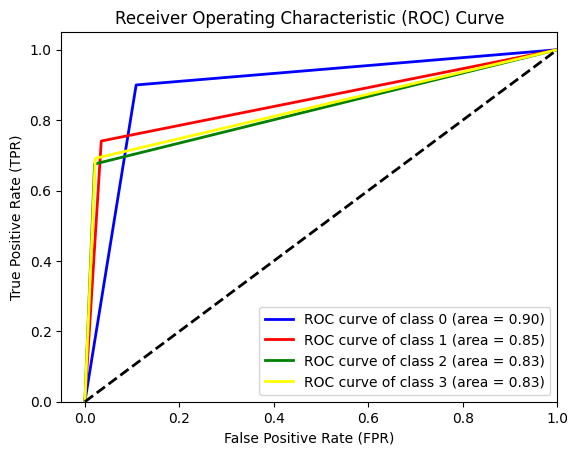 Receiver Operating Characteristic (ROC) Curve
1.0
0.8
0.6
0.4
0.2
0.0
True Positive Rate (TPR)
ROC curve of class 0 (area = 0.90)
ROC curve of class 1 (area = 0.85)
ROC curve of class 2 (area = 0.83)
ROC curve of class 3 (area = 0.83)
0.0 0.2 0.4 0.6 0.8 1.0
False Positive Rate (FPR)